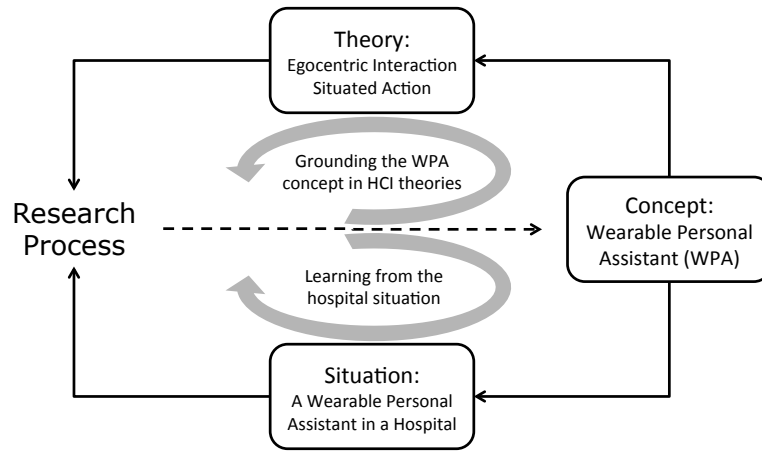 Theory:
Egocentric Interaction
Situated Action
Grounding the WPA
concept in HCI theories
Research
Process
Concept:
Wearable Personal
Assistant (WPA)
Learning from the
hospital situation
Situation:
A Wearable Personal
Assistant in a Hospital